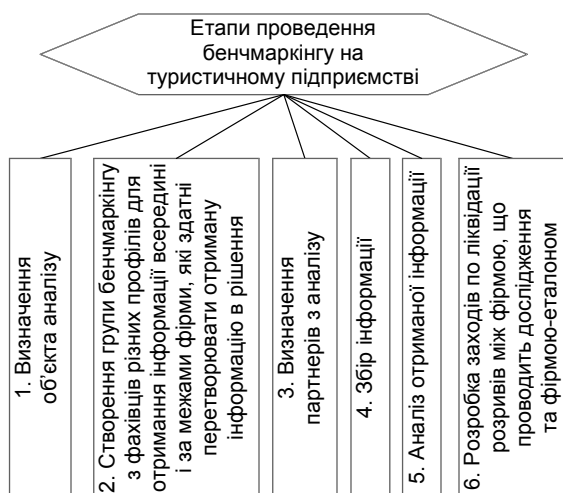 Етапи проведення
бенчмаркінгу на
туристичному підприємстві
1. Визначення
об'єкта аналізу
2. Створення групи бенчмаркінгу
з фахівців різних профілів для
отримання інформації всередині
і за межами фірми, які здатні
перетворювати отриману
інформацію в рішення
3. Визначення
партнерів з аналізу
4. Збір інформації
5. Аналіз отриманої інформації
6. Розробка заходів по ліквідації
розривів між фірмою, що
проводить дослідження
та фірмою-еталоном